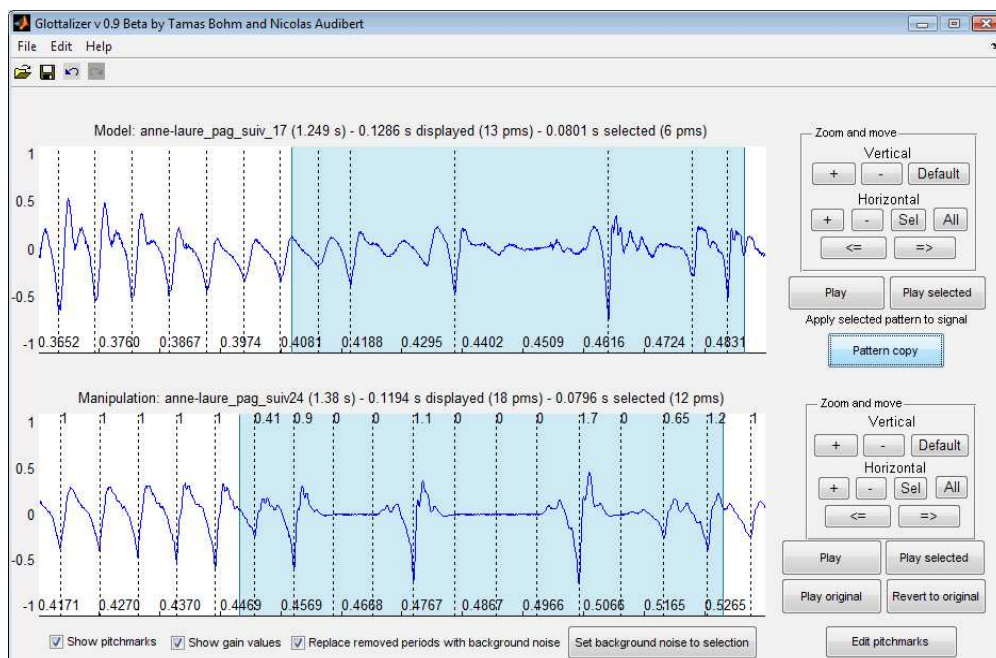 Glottalizer v 0.9 Beta by Tamas Bohm and Nicolas Audibert
File Edit Help
Model: anne-laure_pag_suiv_17 (1.249 s) - 0.1286 s displayed (13 pms) - 0.0801 s selected (6 pms)
1
0.5
0
-0.5
-1
0.3652 0.3760 0.3867 0.3974 0.4081 0.4188 0.4295 0.4402 0.4509 0.4616 0.4724 0.4831
Zoom and move
Vertical
+ - Default
Horizontal
+ - Sel All
<= =>
Play Play selected
Apply selected pattern to signal
Pattern copy
Manipulation: anne-laure_pag_suiv24 (1.38 s) - 0.1194 s displayed (18 pms) - 0.0796 s selected (12 pms)
1 1 1 1 1 0.41 0.9 0 0 1.1 0 0 0 1.7 0 0.65 1.2 1
1
0.5
0
-0.5
-1
0.4171 0.4270 0.4370 0.4469 0.4569 0.4668 0.4767 0.4867 0.4966 0.5066 0.5165 0.5265
Zoom and move
Vertical
+ - Default
Horizontal
+ - Sel All
<= =>
Play Play selected
Play original Revert to original
Show pitchmarks Show gain values Replace removed periods with background noise Set background noise to selection Edit pitchmarks